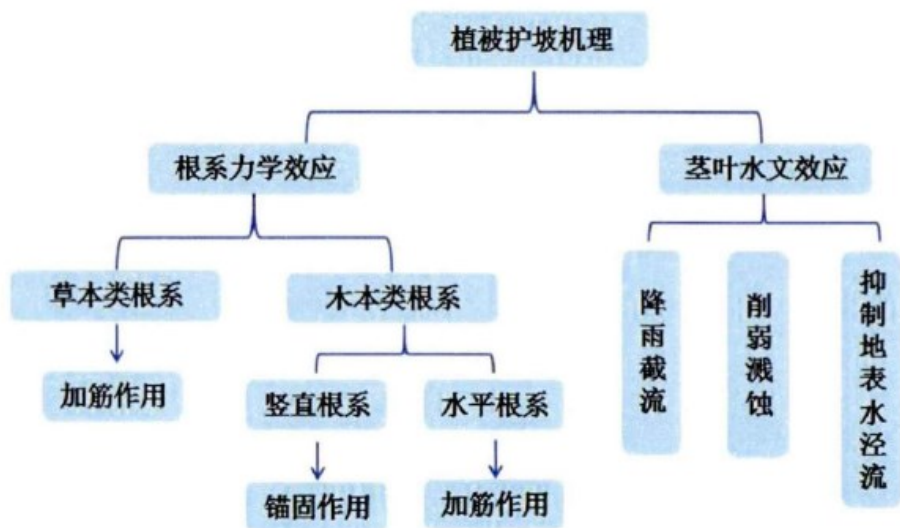 植被护坡机理
根系力学效应
茎叶水文效应
草本类根系
木本类根系
降雨截流
削弱溅蚀
抑制地表水泾流
加筋作用
竖直根系
水平根系
锚固作用
加筋作用